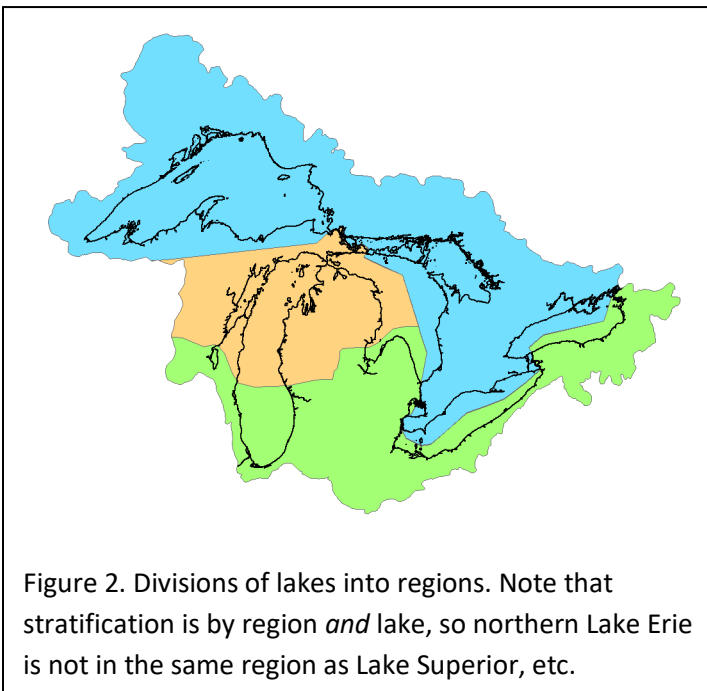 Figure 2. Divisions of lakes into regions. Note that
stratification is by region and lake, so northern Lake Erie
is not in the same region as Lake Superior, etc.